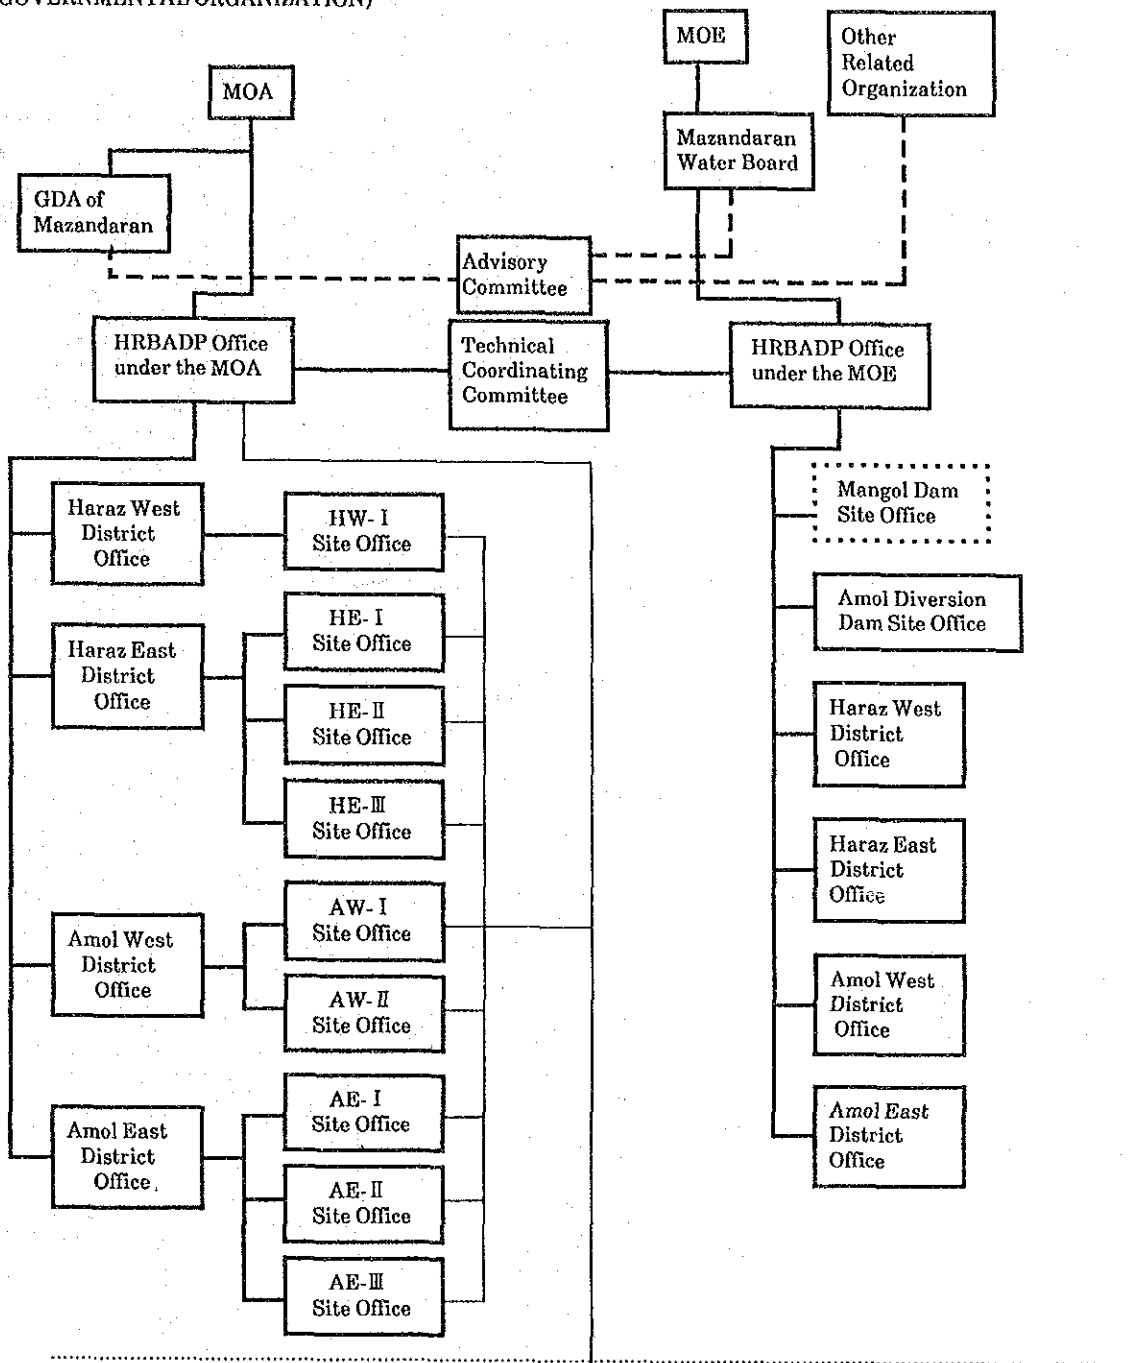 GOVERNMENTAL ORGANIZATION)
MOA
MOE
Other
Related
Organization
Mazandaran
Water Board
GDA of
Mazandaran
Advisory
Committee
HRBADP Office
under the MOA
Technical
Coordinating
Committee
HRBADP Office
under the MOE
Haraz West
District
Office
HW-Ⅰ
Site Office
Haraz East
District
Office
HE-Ⅰ
Site Office
HE-Ⅱ
Site Office
HE-Ⅲ
Site Office
Amol West
District
Office
AW-Ⅰ
Site Office
AW-Ⅱ
Site Office
Amol East
District
Office
AE-Ⅰ
Site Office
AE-Ⅱ
Site Office
AE-Ⅲ
Site Office
Mangol Dam
Site Office
Amol Diversion
Dam Site Office
Haraz West
District
Office
Haraz East
District
Office
Amol West
District
Office
Amol East
District
Office